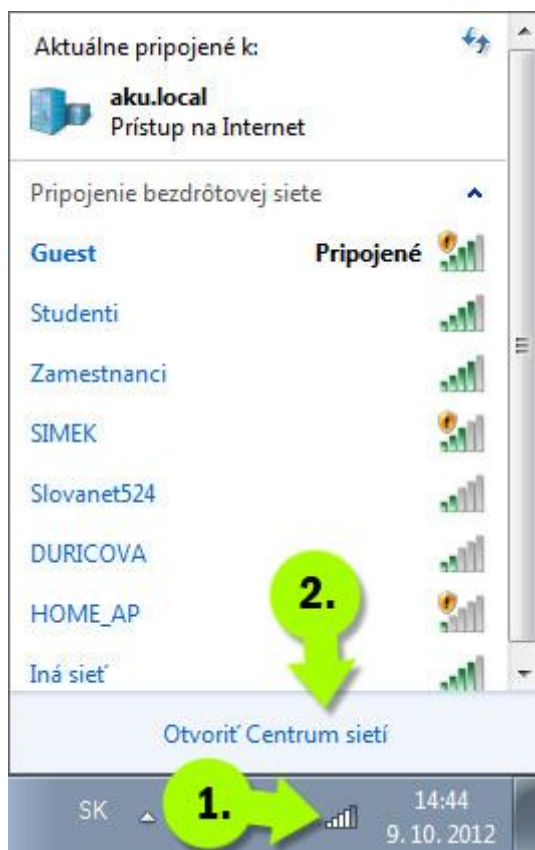 Aktuálne pripojené k:
aku.local
Prístup na Internet
Pripojenie bezdrôtovej siete
Guest Pripojené
Studenti
Zamestnanci
SIMEK
Slovanet524
DURICOVA
HOME_AP
Iná sieť
2.
Otvoriť Centrum sietí
SK 1. 14:44
9. 10. 2012